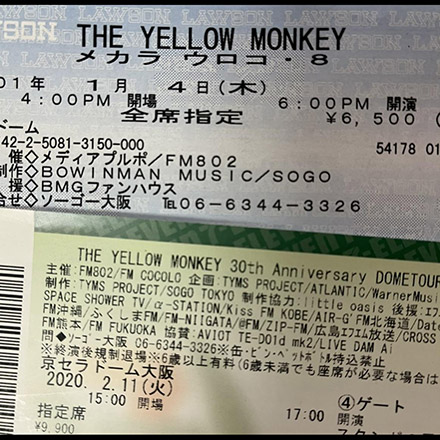 LAWSON LAWSON LAWSON
THE YELLOW MONKEY
メカラ ウロコ・8
01年 1月 4日(木)
4:00PM 開場 6:00PM 開演
全席指定 ¥6,500
ドーム
42-2-5081-3150-000 54178 01
催◇メディアブルボ/FM802
制作◇BOWINMAN MUSIC/SOGO
援◇BMGファンハウス
合せ◇ソーゴー大阪 TEL 06-6344-3326
THE YELLOW MONKEY 30th Anniversary DOMETOUR
主催:FM802/FM COCOLO 企画:TYMS PROJECT/ATLANTIC/WarnerMusi
制作:TYMS PROJECT/SOGO TOKYO 制作協力:little oasis 後援:エフ
SPACE SHOWER TV/α-STATION/Kiss FM KOBE/AIR-G'FM北海道/Date
FM沖縄/ふくしまFM/FM-NIIGATA/@FM/ZIP-FM/広島エフエム放送/CROSS
FM熊本/FM FUKUOKA 協賛:AVIOT TE-D01d mk2/LIVE DAM Ai
問◆ソーゴー大阪 06-6344-3326※缶・ビン・ペットボトル持込禁止
※終演後規制退場※6歳以上有料(6歳未満でも座席が必要な場合は
京セラドーム大阪
2020. 2.11(火)
15:00 開場 17:00
④ゲート
指定席
¥9,900